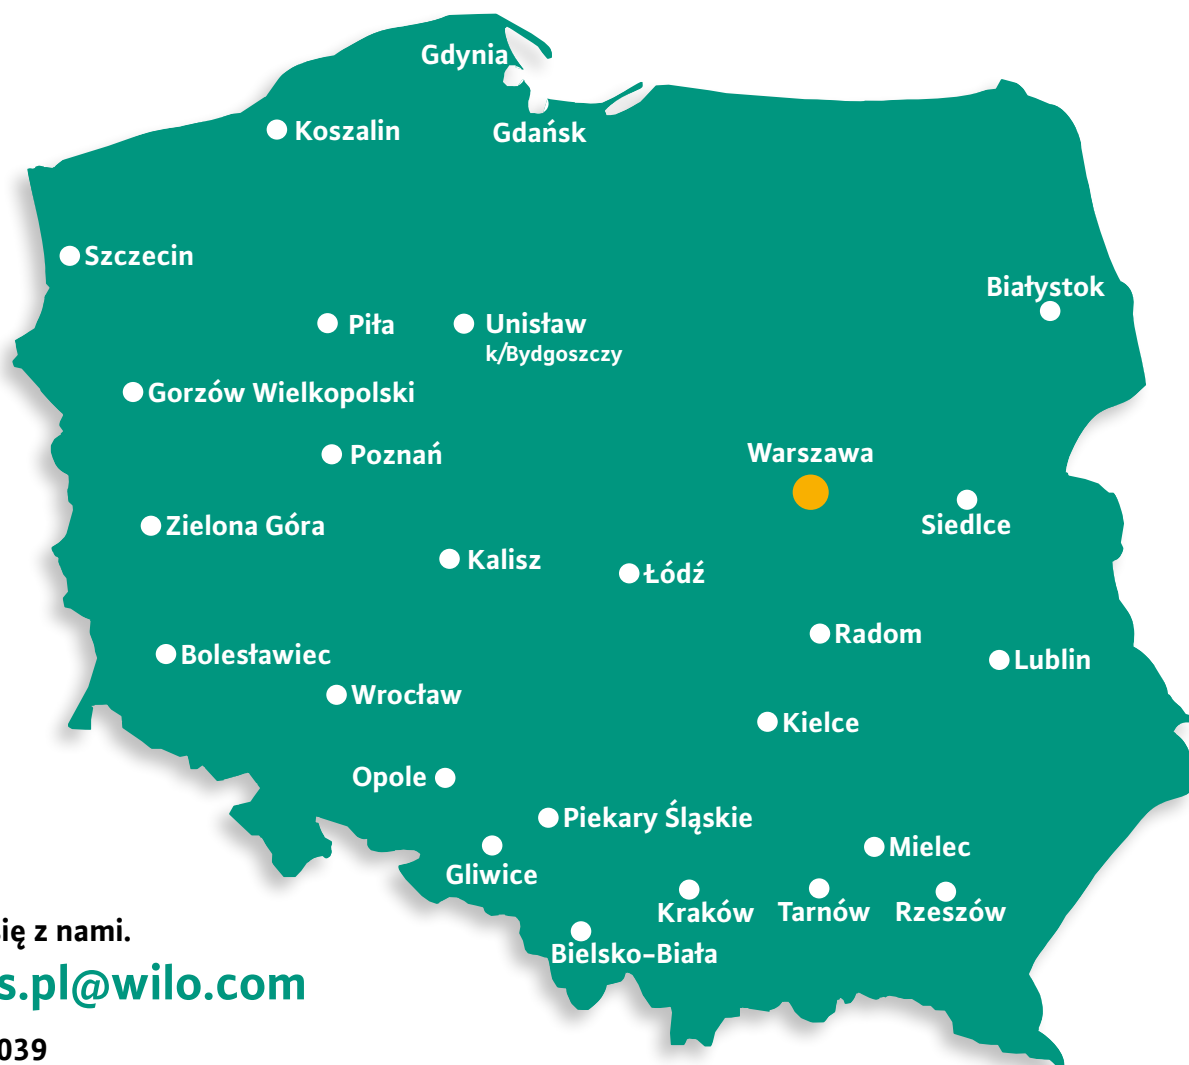 Gdynia
Koszalin
Gdańsk
Szczecin
Białystok
Piła
Unisław
k/Bydgoszczy
Gorzów Wielkopolski
Poznań
Warszawa
Siedlce
Zielona Góra
Kalisz
Łódź
Radom
Bolesławiec
Lublin
Wrocław
Kielce
Opole
Piekary Śląskie
Mielec
Gliwice
Kraków
Tarnów
Rzeszów
się z nami.
Bielsko-Biała
s.pl@wilo.com
039